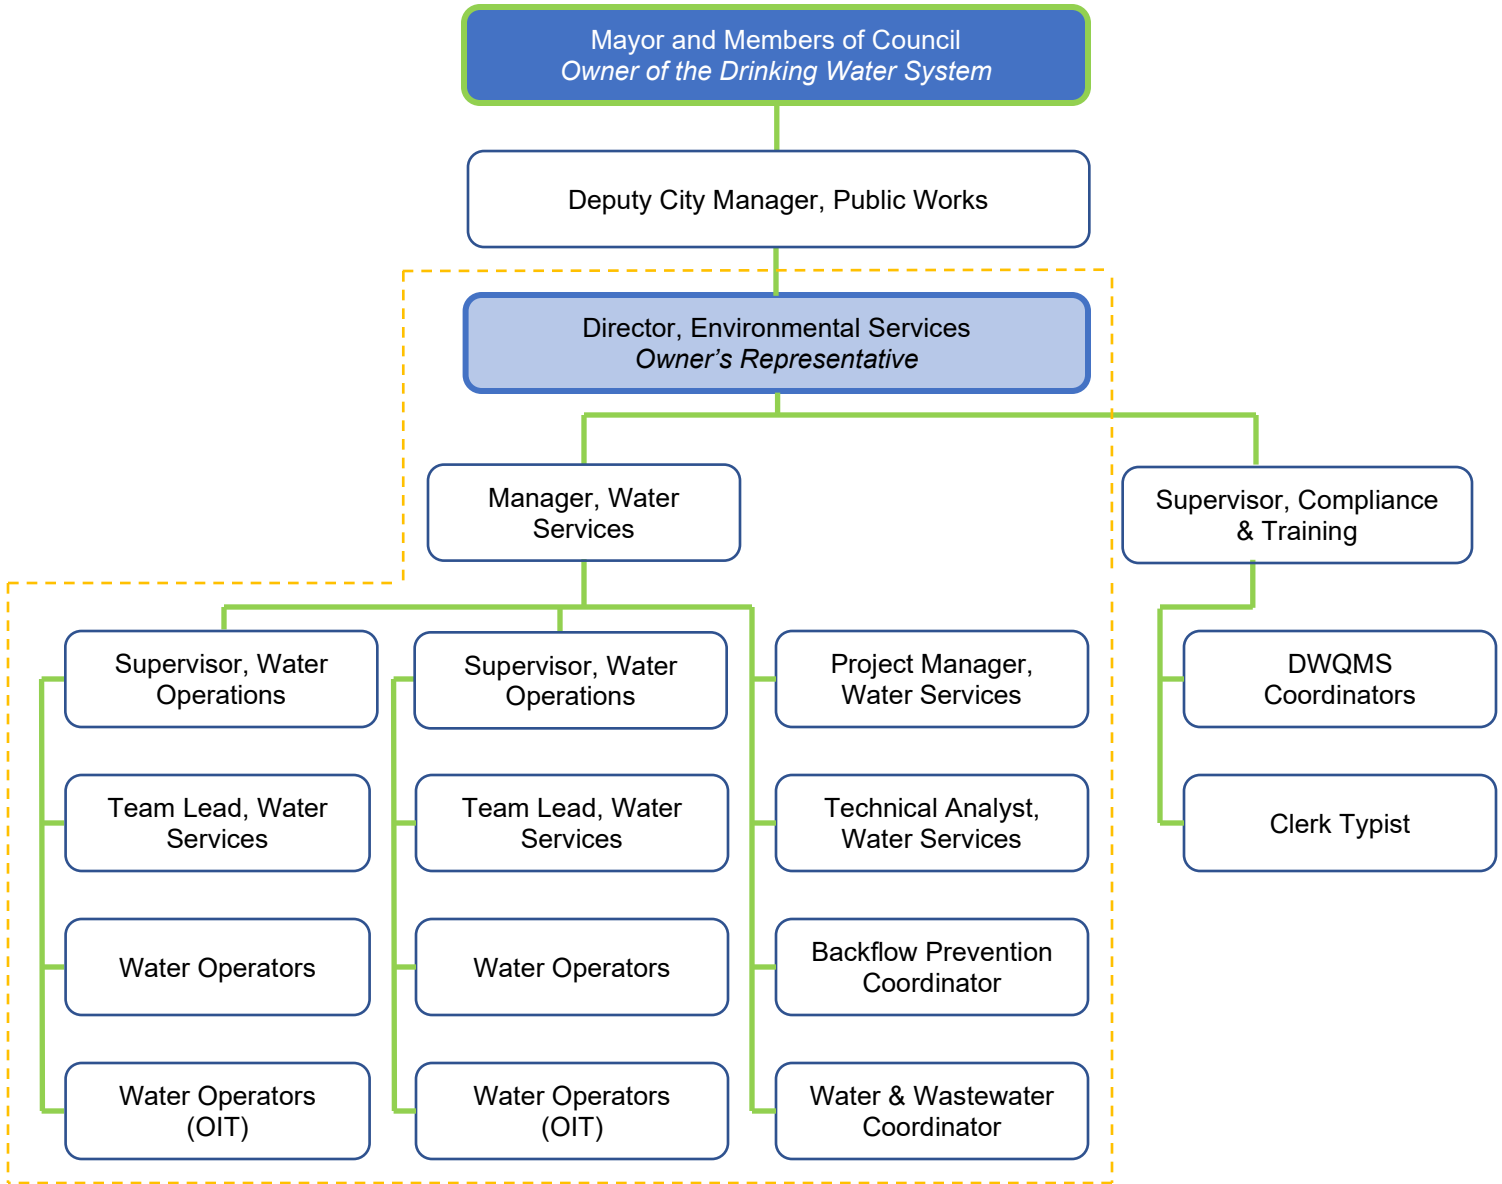 Mayor and Members of Council
Owner of the Drinking Water System
Deputy City Manager, Public Works
Director, Environmental Services
Owner’s Representative
Manager, Water
Services
Supervisor, Compliance
& Training
Supervisor, Water
Operations
Supervisor, Water
Operations
Project Manager,
Water Services
DWQMS
Coordinators
Team Lead, Water
Services
Team Lead, Water
Services
Technical Analyst,
Water Services
Clerk Typist
Water Operators
Water Operators
Backflow Prevention
Coordinator
Water Operators
(OIT)
Water Operators
(OIT)
Water & Wastewater
Coordinator